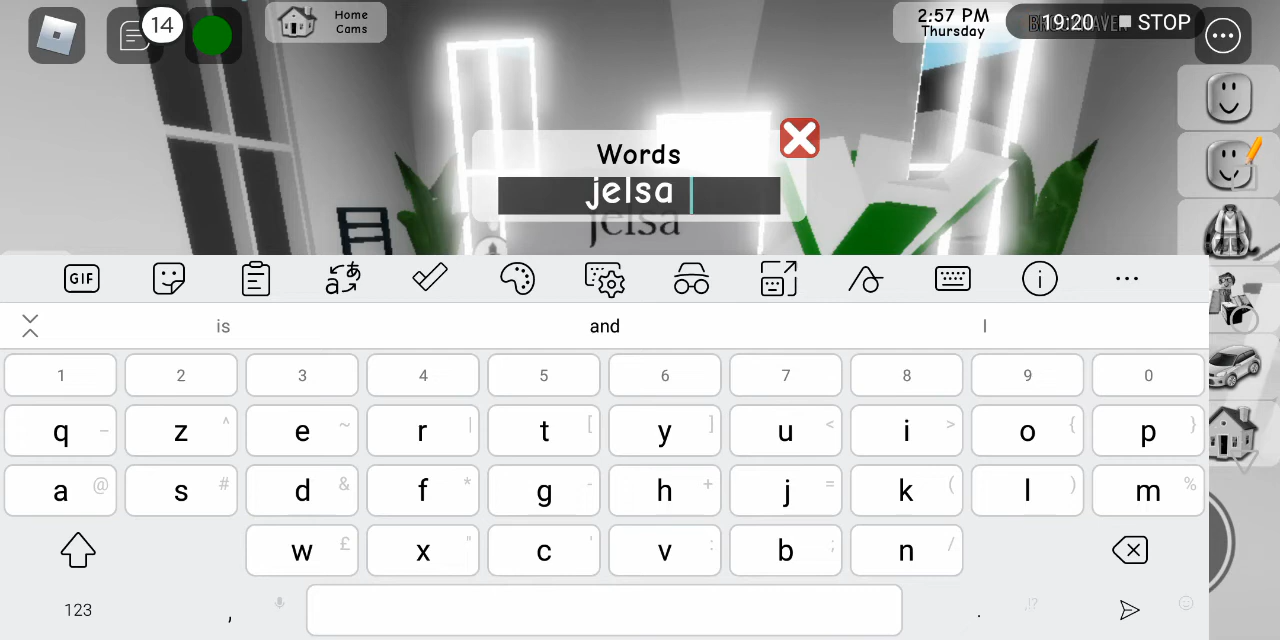 14
Home
Cams
2:57 PM
Thursday
19:20 STOP
Words
jelsa
jelsa
GIF
is and I
1 2 3 4 5 6 7 8 9 0
q – z ^ e ~ r | t [ y ] u < i > o { p }
a @ s # d & f * g - h + j = k ( l ) m %
w £ x " c ' v : b ; n /
123 , . ,!?